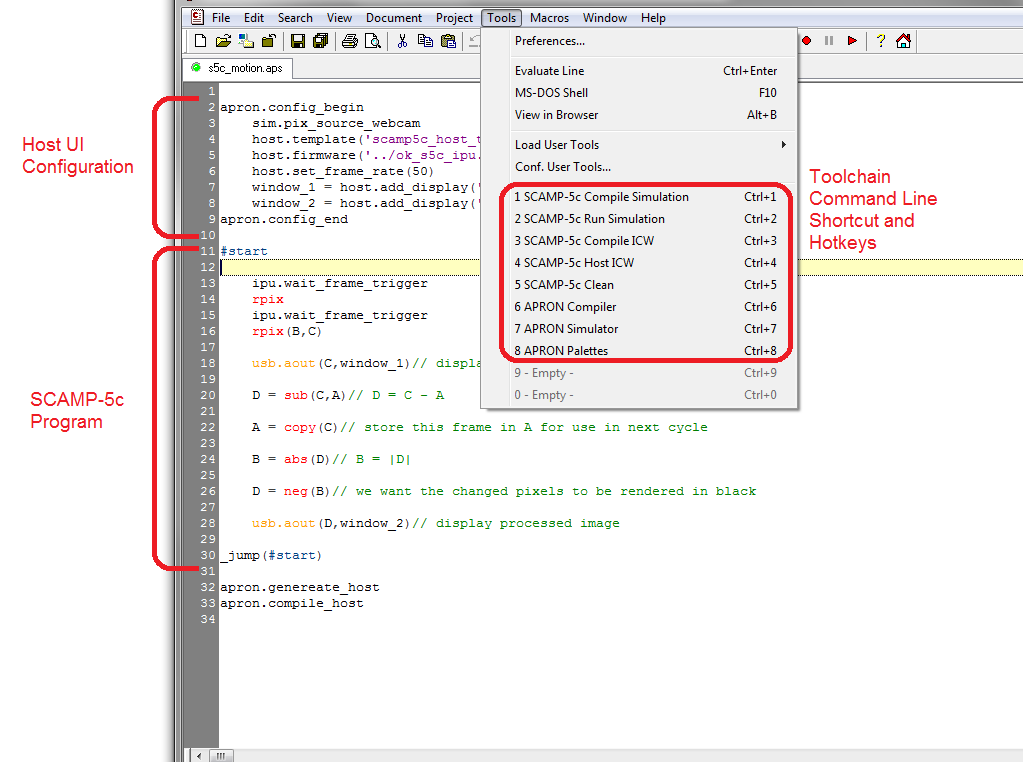 File Edit Search View Document Project Tools Macros Window Help
s5c_motion.aps
Preferences...
Evaluate Line Ctrl+Enter
MS-DOS Shell F10
View in Browser Alt+B
Load User Tools
Conf. User Tools...
1 SCAMP-5c Compile Simulation Ctrl+1
2 SCAMP-5c Run Simulation Ctrl+2
3 SCAMP-5c Compile ICW Ctrl+3
4 SCAMP-5c Host ICW Ctrl+4
5 SCAMP-5c Clean Ctrl+5
6 APRON Compiler Ctrl+6
7 APRON Simulator Ctrl+7
8 APRON Palettes Ctrl+8
9 - Empty - Ctrl+9
0 - Empty - Ctrl+0
Toolchain
Command Line
Shortcut and
Hotkeys
Host UI
Configuration
SCAMP-5c
Program
1
2 apron.config_begin
3 sim.pix_source_webcam
4 host.template('scamp5c_host_t
5 host.firmware('../ok_s5c_ipu.
6 host.set_frame_rate(50)
7 window_1 = host.add_display('
8 window_2 = host.add_display('
9 apron.config_end
10
11 #start
12
13 ipu.wait_frame_trigger
14 rpix
15 ipu.wait_frame_trigger
16 rpix(B,C)
17
18 usb.aout(C,window_1)// displa
19
20 D = sub(C,A)// D = C - A
21
22 A = copy(C)// store this frame in A for use in next cycle
23
24 B = abs(D)// B = |D|
25
26 D = neg(B)// we want the changed pixels to be rendered in black
27
28 usb.aout(D,window_2)// display processed image
29
30 _jump(#start)
31
32 apron.genereate_host
33 apron.compile_host
34